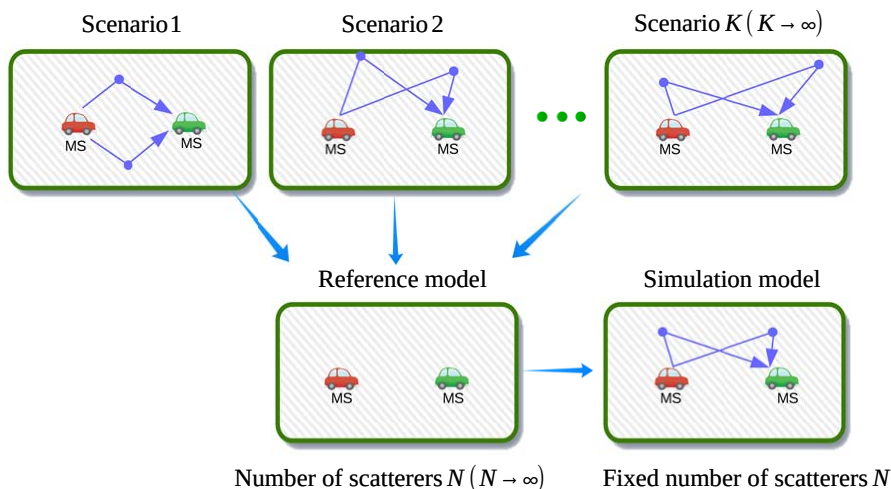 Scenario 1
Scenario 2
Scenario K (K → ∞)
MS
MS
MS
MS
MS
MS
Reference model
Simulation model
MS
MS
MS
MS
Number of scatterers N (N → ∞)
Fixed number of scatterers N